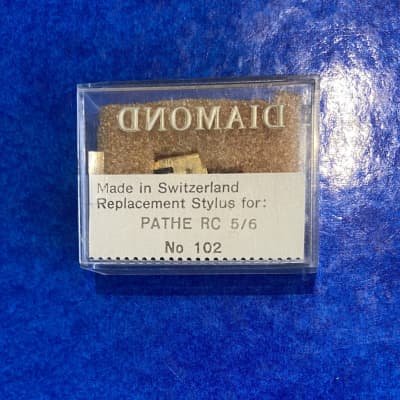 DIAMOND
Made in Switzerland
Replacement Stylus for:
PATHE RC 5/6
No 102